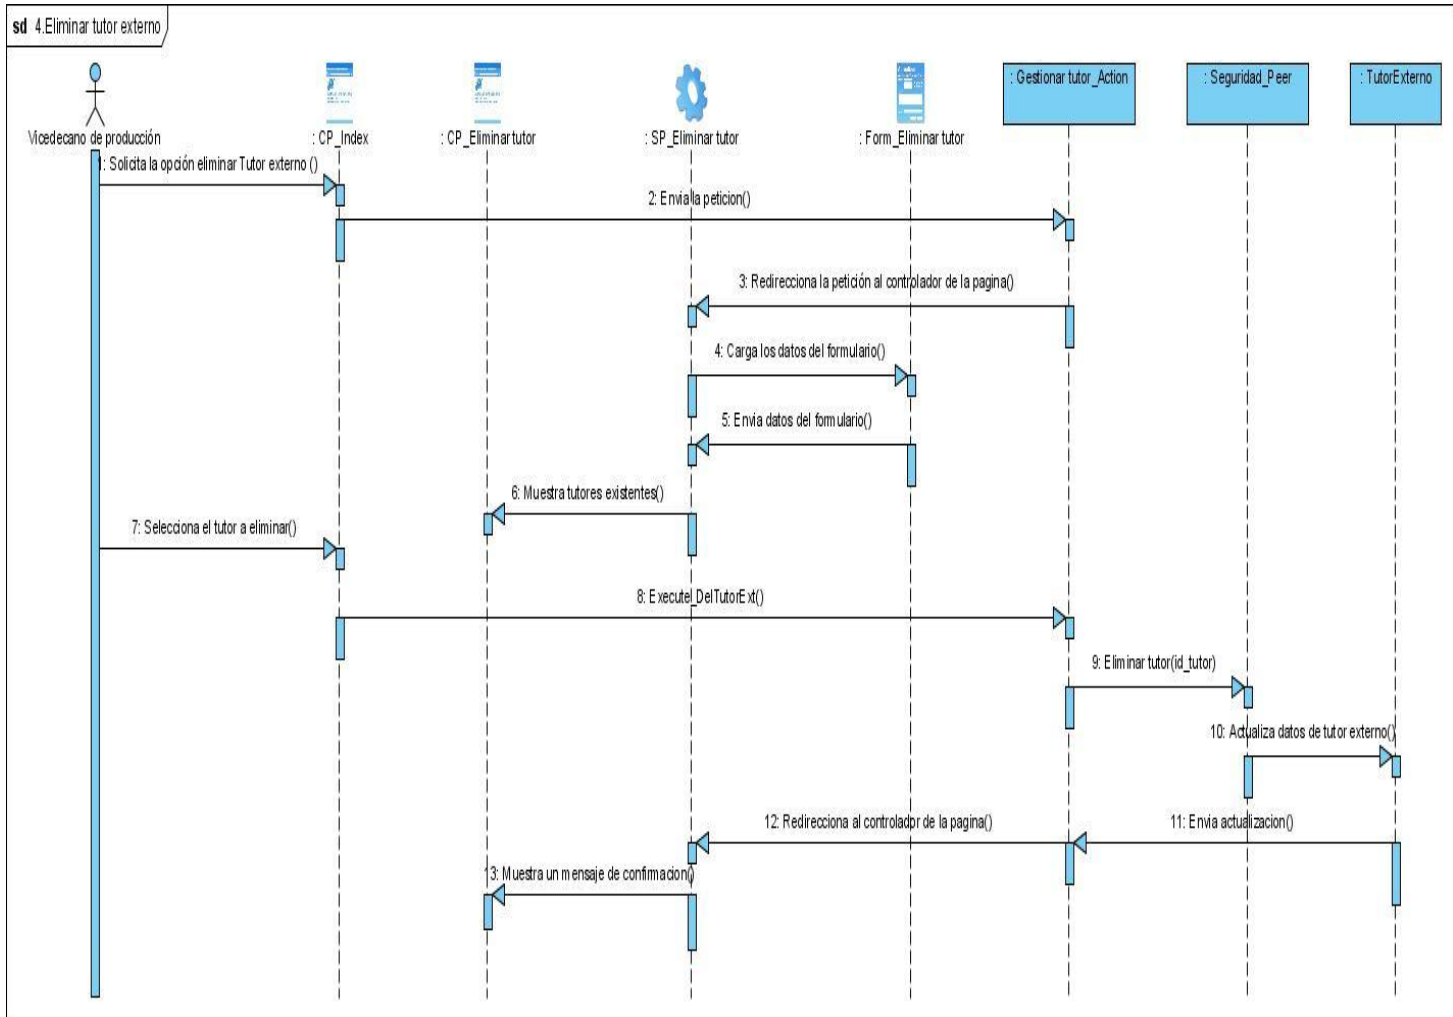 sd 4.Eliminar tutor externo
: Gestionar tutor_Action
: Seguridad_Peer
: TutorExterno
Vicedecano de producción
: CP_Index
: CP_Eliminar tutor
: SP_Eliminar tutor
: Form_Eliminar tutor
1: Solicita la opción eliminar Tutor externo ()
2: Envia la peticion()
3: Redirecciona la petición al controlador de la pagina()
4: Carga los datos del formulario()
5: Envia datos del formulario()
6: Muestra tutores existentes()
7: Selecciona el tutor a eliminar()
8: Executel_DelTutorExt()
9: Eliminar tutor(id_tutor)
10: Actualiza datos de tutor externo()
12: Redirecciona al controlador de la pagina()
11: Envia actualizacion()
13: Muestra un mensaje de confirmacion()